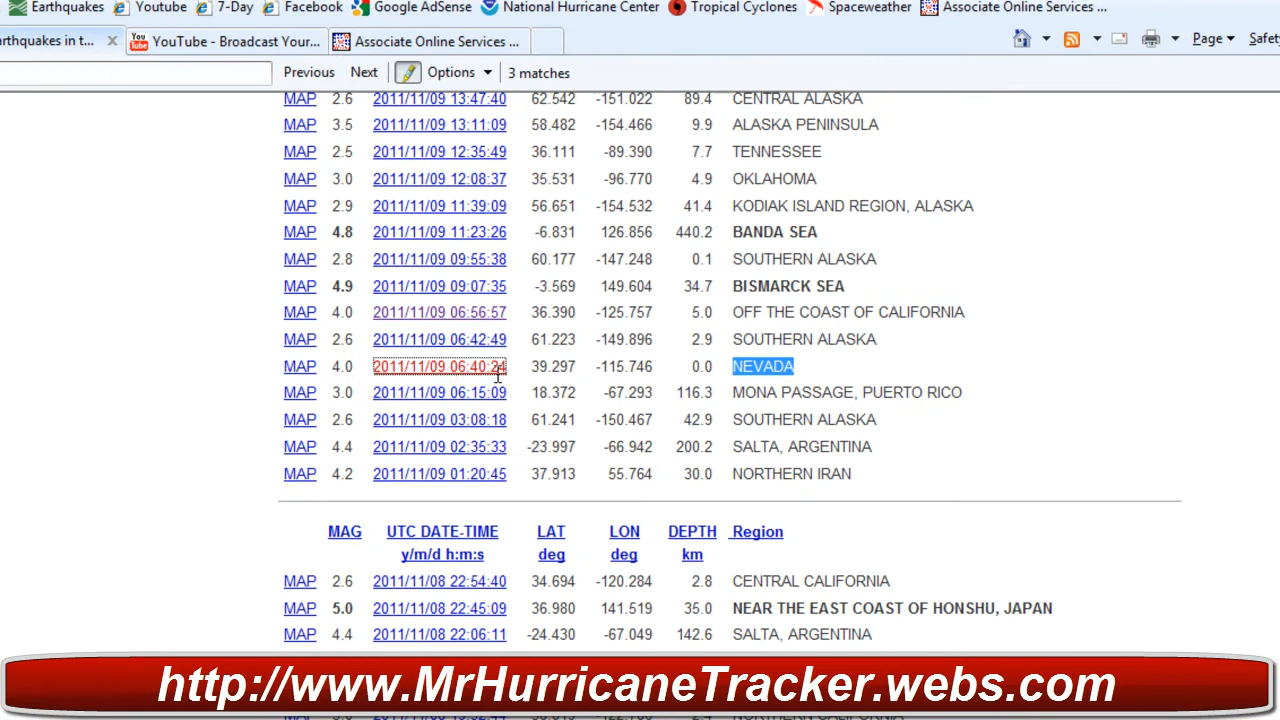 Earthquakes Youtube 7-Day Facebook Google AdSense National Hurricane Center Tropical Cyclones Spaceweather Associate Online Services ...
arthquakes in t... YouTube - Broadcast Your... Associate Online Services ... Page Safety
Previous Next Options 3 matches
MAP 2.6 2011/11/09 13:47:40 62.542 -151.022 89.4 CENTRAL ALASKA
MAP 3.5 2011/11/09 13:11:09 58.482 -154.466 9.9 ALASKA PENINSULA
MAP 2.5 2011/11/09 12:35:49 36.111 -89.390 7.7 TENNESSEE
MAP 3.0 2011/11/09 12:08:37 35.531 -96.770 4.9 OKLAHOMA
MAP 2.9 2011/11/09 11:39:09 56.651 -154.532 41.4 KODIAK ISLAND REGION, ALASKA
MAP 4.8 2011/11/09 11:23:26 -6.831 126.856 440.2 BANDA SEA
MAP 2.8 2011/11/09 09:55:38 60.177 -147.248 0.1 SOUTHERN ALASKA
MAP 4.9 2011/11/09 09:07:35 -3.569 149.604 34.7 BISMARCK SEA
MAP 4.0 2011/11/09 06:56:57 36.390 -125.757 5.0 OFF THE COAST OF CALIFORNIA
MAP 2.6 2011/11/09 06:42:49 61.223 -149.896 2.9 SOUTHERN ALASKA
MAP 4.0 2011/11/09 06:40:24 39.297 -115.746 0.0 NEVADA
MAP 3.0 2011/11/09 06:15:09 18.372 -67.293 116.3 MONA PASSAGE, PUERTO RICO
MAP 2.6 2011/11/09 03:08:18 61.241 -150.467 42.9 SOUTHERN ALASKA
MAP 4.4 2011/11/09 02:35:33 -23.997 -66.942 200.2 SALTA, ARGENTINA
MAP 4.2 2011/11/09 01:20:45 37.913 55.764 30.0 NORTHERN IRAN
MAG UTC DATE-TIME LAT LON DEPTH Region
y/m/d h:m:s deg deg km
MAP 2.6 2011/11/08 22:54:40 34.694 -120.284 2.8 CENTRAL CALIFORNIA
MAP 5.0 2011/11/08 22:45:09 36.980 141.519 35.0 NEAR THE EAST COAST OF HONSHU, JAPAN
MAP 4.4 2011/11/08 22:06:11 -24.430 -67.049 142.6 SALTA, ARGENTINA
http://www.MrHurricaneTracker.webs.com